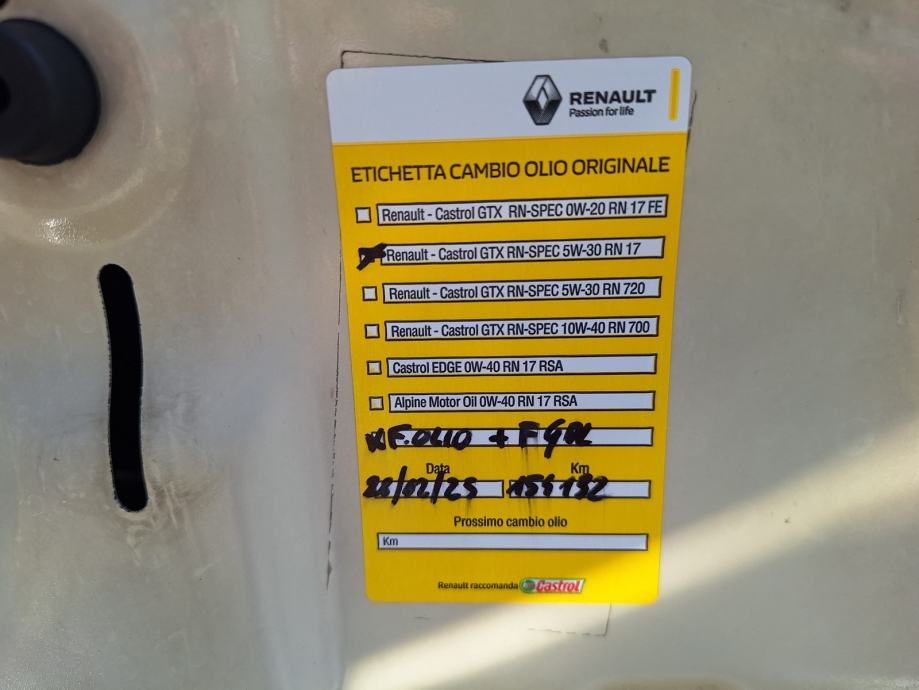 RENAULT
Passion for life
ETICHETTA CAMBIO OLIO ORIGINALE
Renault - Castrol GTX RN-SPEC 0W-20 RN 17 FE
Renault - Castrol GTX RN-SPEC 5W-30 RN 17
Renault - Castrol GTX RN-SPEC 5W-30 RN 720
Renault - Castrol GTX RN-SPEC 10W-40 RN 700
Castrol EDGE 0W-40 RN 17 RSA
Alpine Motor Oil 0W-40 RN 17 RSA
F. OLIO + F
Data Km
Prossimo cambio olio
Km
Renault raccomanda Castrol